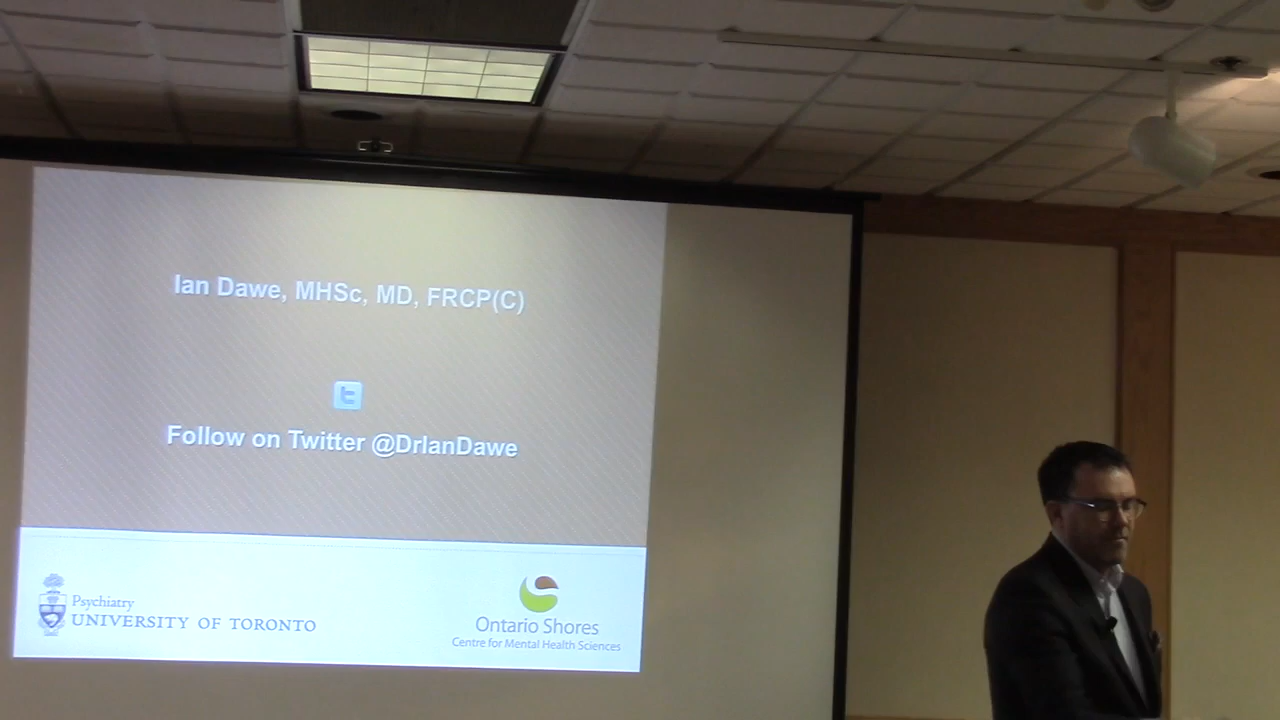 Ian Dawe, MHSc, MD, FRCP(C)
Follow on Twitter @DrIanDawe
Psychiatry
UNIVERSITY OF TORONTO
Ontario Shores
Centre for Mental Health Sciences